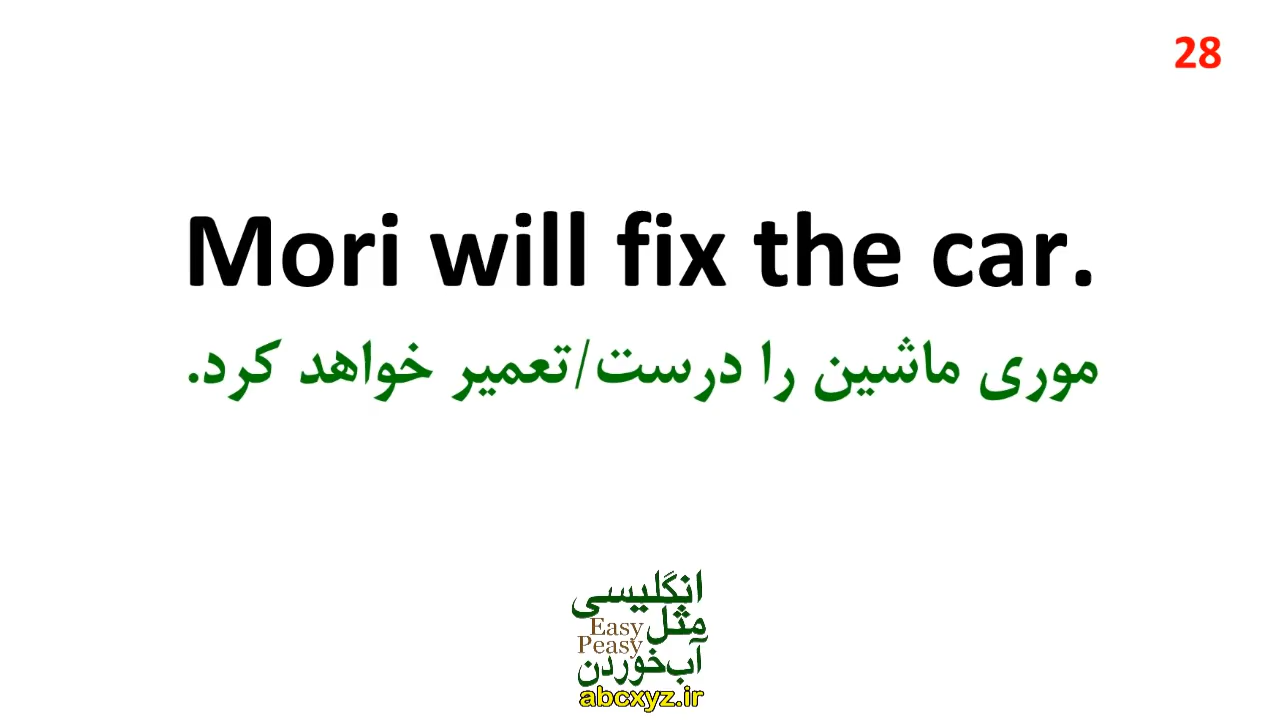 28
Mori will fix the car.
موری ماشین را درست/تعمیر خواهد کرد.
انگلیسی
مثل
Easy
Peasy
آب‌خوردن
abcxyz.ir